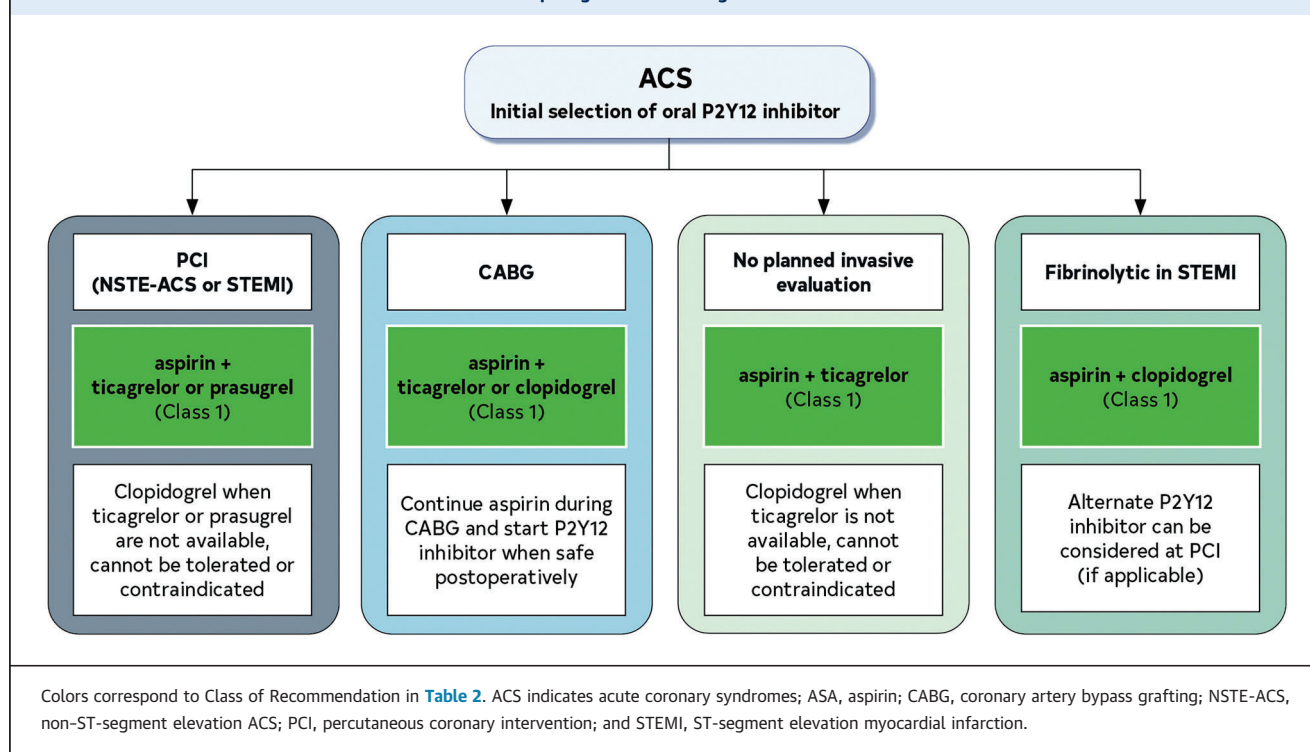 ACS
Initial selection of oral P2Y12 inhibitor
PCI
(NSTE-ACS or STEMI)
aspirin +
ticagrelor or prasugrel
(Class 1)
Clopidogrel when
ticagrelor or prasugrel
are not available,
cannot be tolerated or
contraindicated
CABG
aspirin +
ticagrelor or clopidogrel
(Class 1)
Continue aspirin during
CABG and start P2Y12
inhibitor when safe
postoperatively
No planned invasive
evaluation
aspirin + ticagrelor
(Class 1)
Clopidogrel when
ticagrelor is not
available, cannot
be tolerated or
contraindicated
Fibrinolytic in STEMI
aspirin + clopidogrel
(Class 1)
Alternate P2Y12
inhibitor can be
considered at PCI
(if applicable)
Colors correspond to Class of Recommendation in Table 2. ACS indicates acute coronary syndromes; ASA, aspirin; CABG, coronary artery bypass grafting; NSTE-ACS,
non–ST-segment elevation ACS; PCI, percutaneous coronary intervention; and STEMI, ST-segment elevation myocardial infarction.